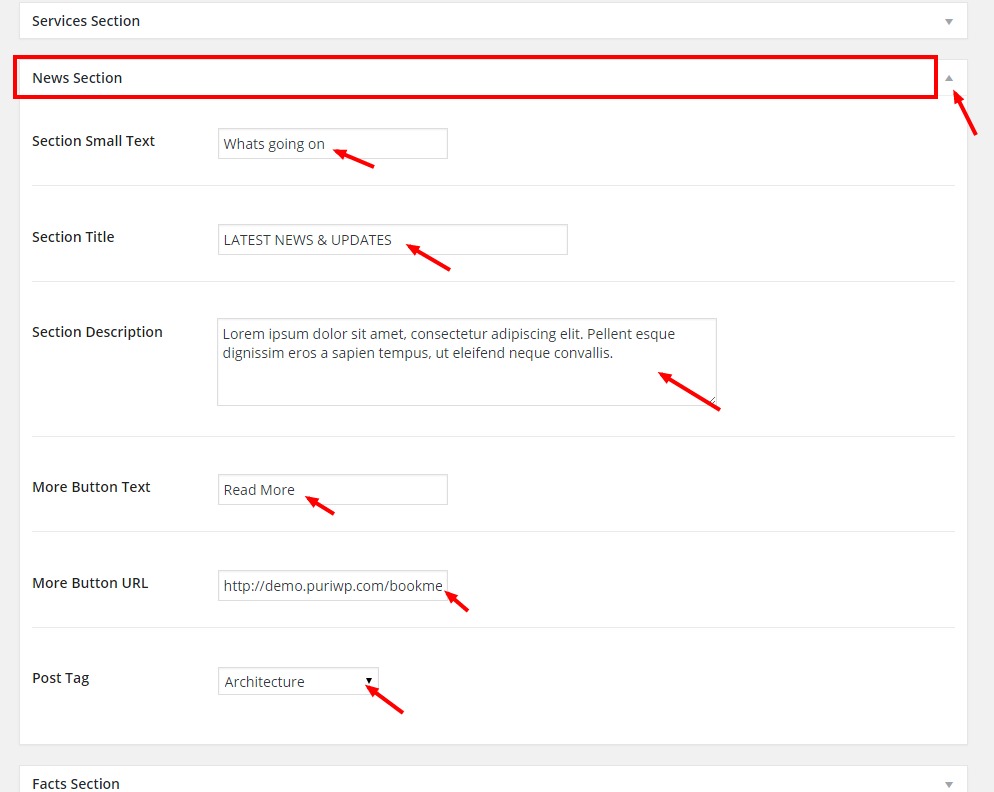 Services Section
News Section
Section Small Text
Whats going on
Section Title
LATEST NEWS & UPDATES
Section Description
Lorem ipsum dolor sit amet, consectetur adipiscing elit. Pellent esque
dignissim eros a sapien tempus, ut eleifend neque convallis.
More Button Text
Read More
More Button URL
http://demo.puriwp.com/bookme
Post Tag
Architecture
Facts Section